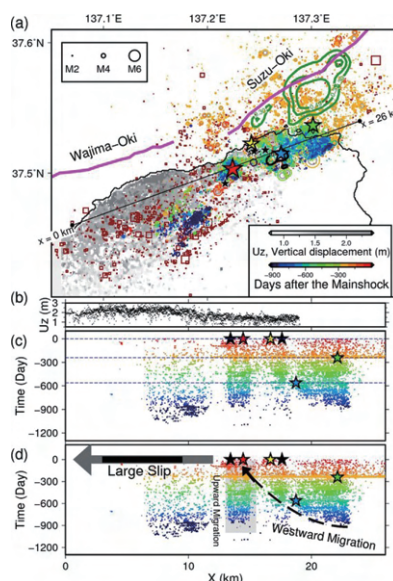 (a)
137.1˚ 137.2˚ 137.3˚
37.6˚N
37.5˚N
M2 M4 M6
Suzu−Oki
Wajima−Oki
x = 26 km
x = 0 km
Uz, Vertical displacement (m)
1.0 1.5 2.0
−900 −600 −300 0
Days after the Mainshock
(b)
Uz (m)
3
2
1
(c)
Time (Day)
0
−300
−600
−900
−1200
(d)
Time (Day)
0
−300
−600
−900
−1200
Large Slip
Upward Migration
Westward Migration
0 5 10 15 20 25
X (km)